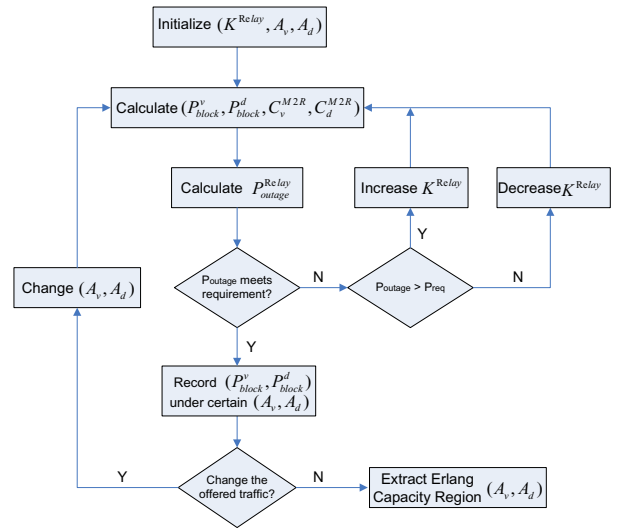 Initialize (K^Relay, A_v, A_d)
Calculate (P^v_block, P^d_block, C^M2R_v, C^M2R_d)
Calculate P^Relay_outage
Increase K^Relay
Decrease K^Relay
Y
Change (A_v, A_d)
Poutage meets
requirement?
N
Poutage > Preq
N
Y
Record (P^v_block, P^d_block)
under certain (A_v, A_d)
Y
Change the
offered traffic?
N
Extract Erlang
Capacity Region (A_v, A_d)